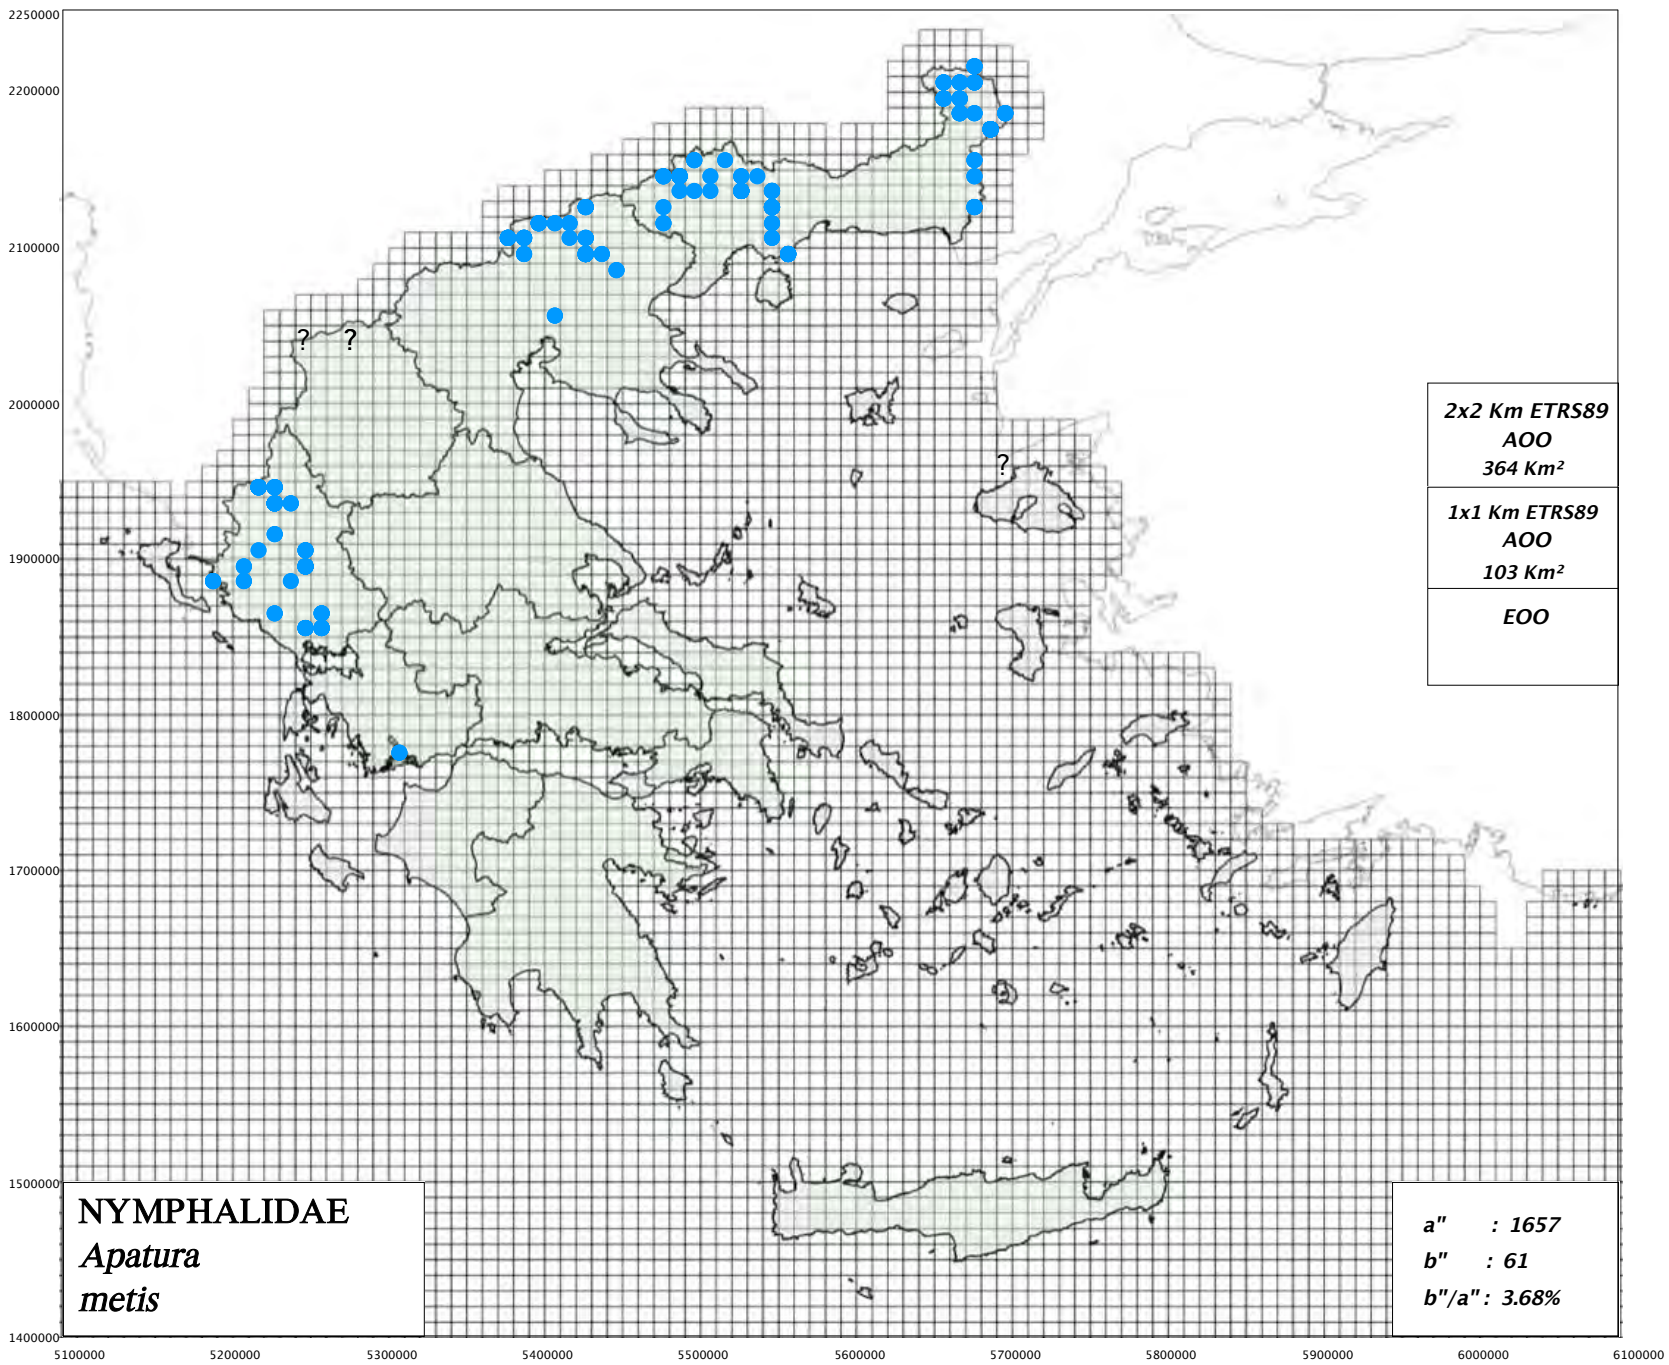 2250000
2200000
2100000
2000000
1900000
1800000
1700000
1600000
1500000
1400000
? ?
?
2x2 Km ETRS89
AOO
364 Km²
1x1 Km ETRS89
AOO
103 Km²
EOO
NYMPHALIDAE
Apatura
metis
a" : 1657
b" : 61
b"/a" : 3.68%
5100000 5200000 5300000 5400000 5500000 5600000 5700000 5800000 5900000 6000000 6100000